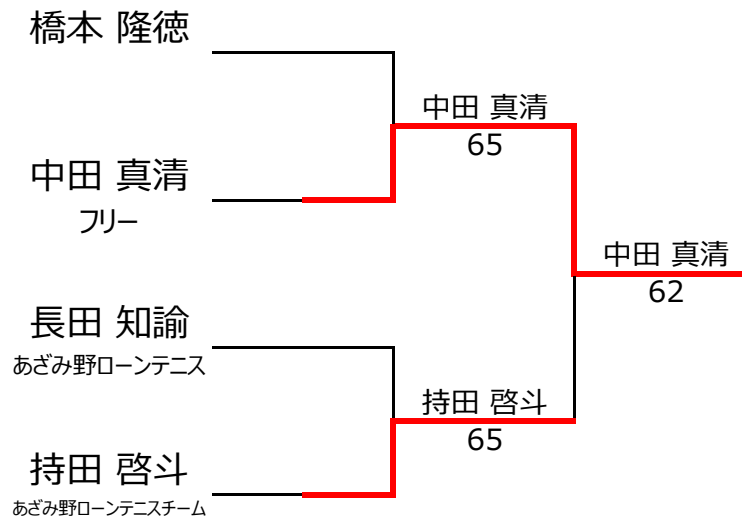 橋本 隆徳
中田 真清
フリー
長田 知諭
あざみ野ローンテニス
持田 啓斗
あざみ野ローンテニスチーム
中田 真清
65
持田 啓斗
65
中田 真清
62